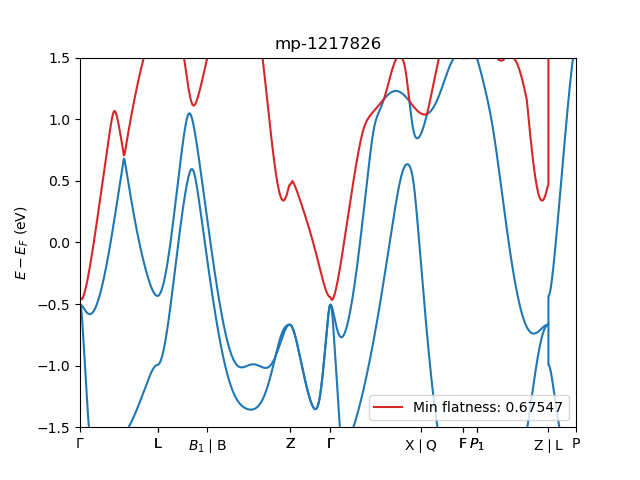 mp-1217826
1.5
1.0
0.5
0.0
−0.5
−1.0
−1.5
E − E_F (eV)
Min flatness: 0.67547
Γ L B₁ | B Z Γ X | Q F P₁ Z | L P